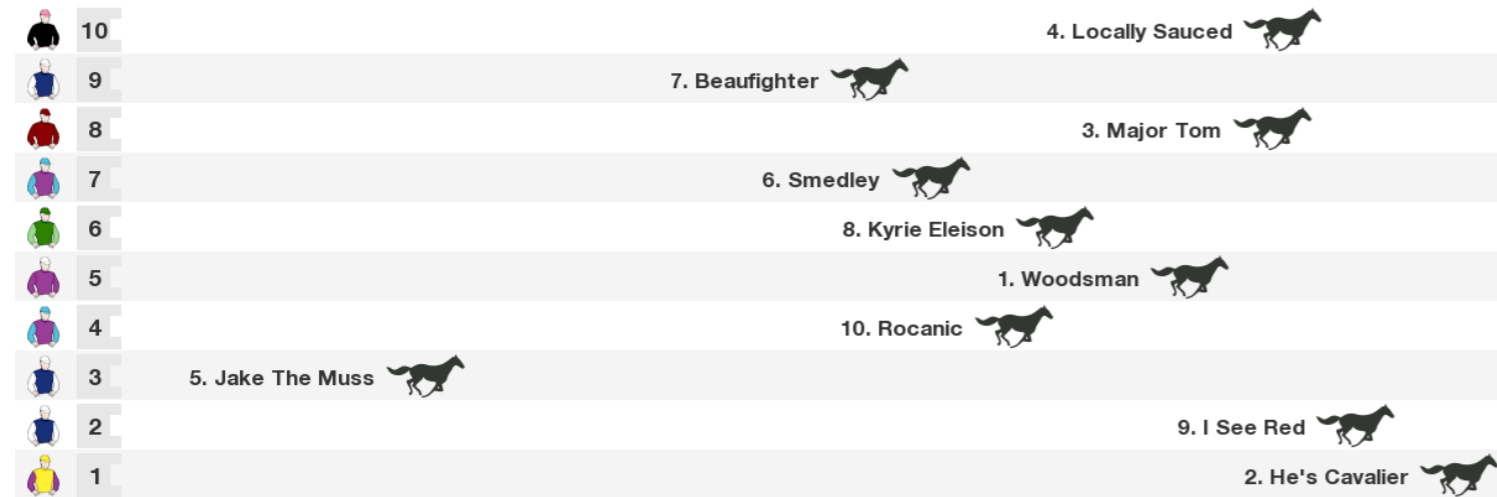 10 4. Locally Sauced
9 7. Beaufighter
8 3. Major Tom
7 6. Smedley
6 8. Kyrie Eleison
5 1. Woodsman
4 10. Rocanic
3 5. Jake The Muss
2 9. I See Red
1 2. He's Cavalier